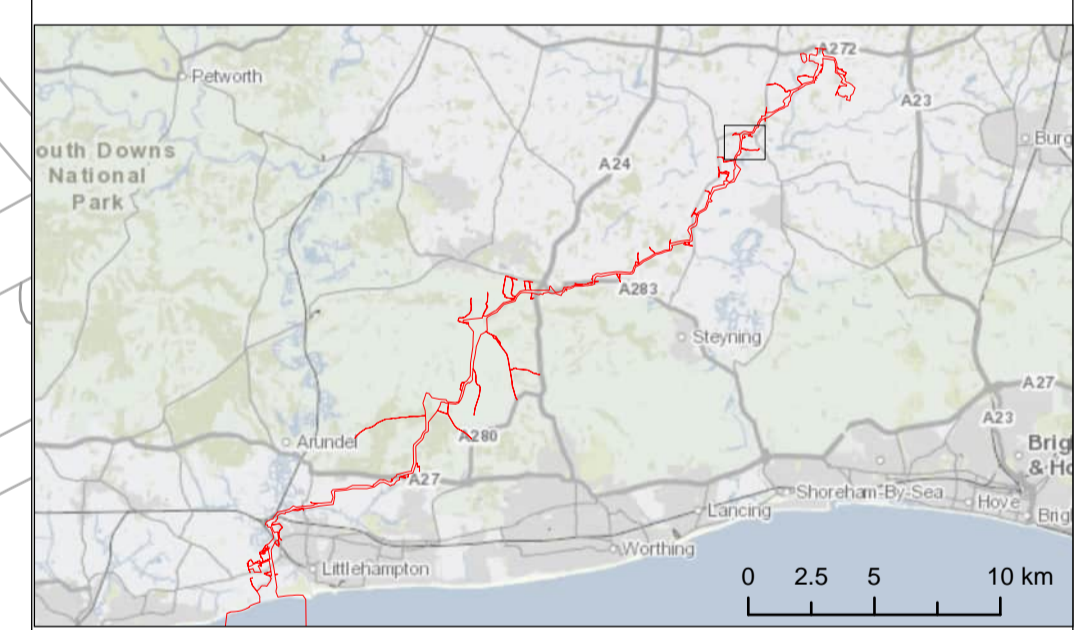 A272
Petworth
A23
Burg
outh Downs
National
Park
A24
A283
Steyning
A27
A23
Arundel
A280
Brig
& Ho
A27
Shoreham-By-Sea
Hove
Lancing
Brig
Worthing
Littlehampton
0 2.5 5 10 km